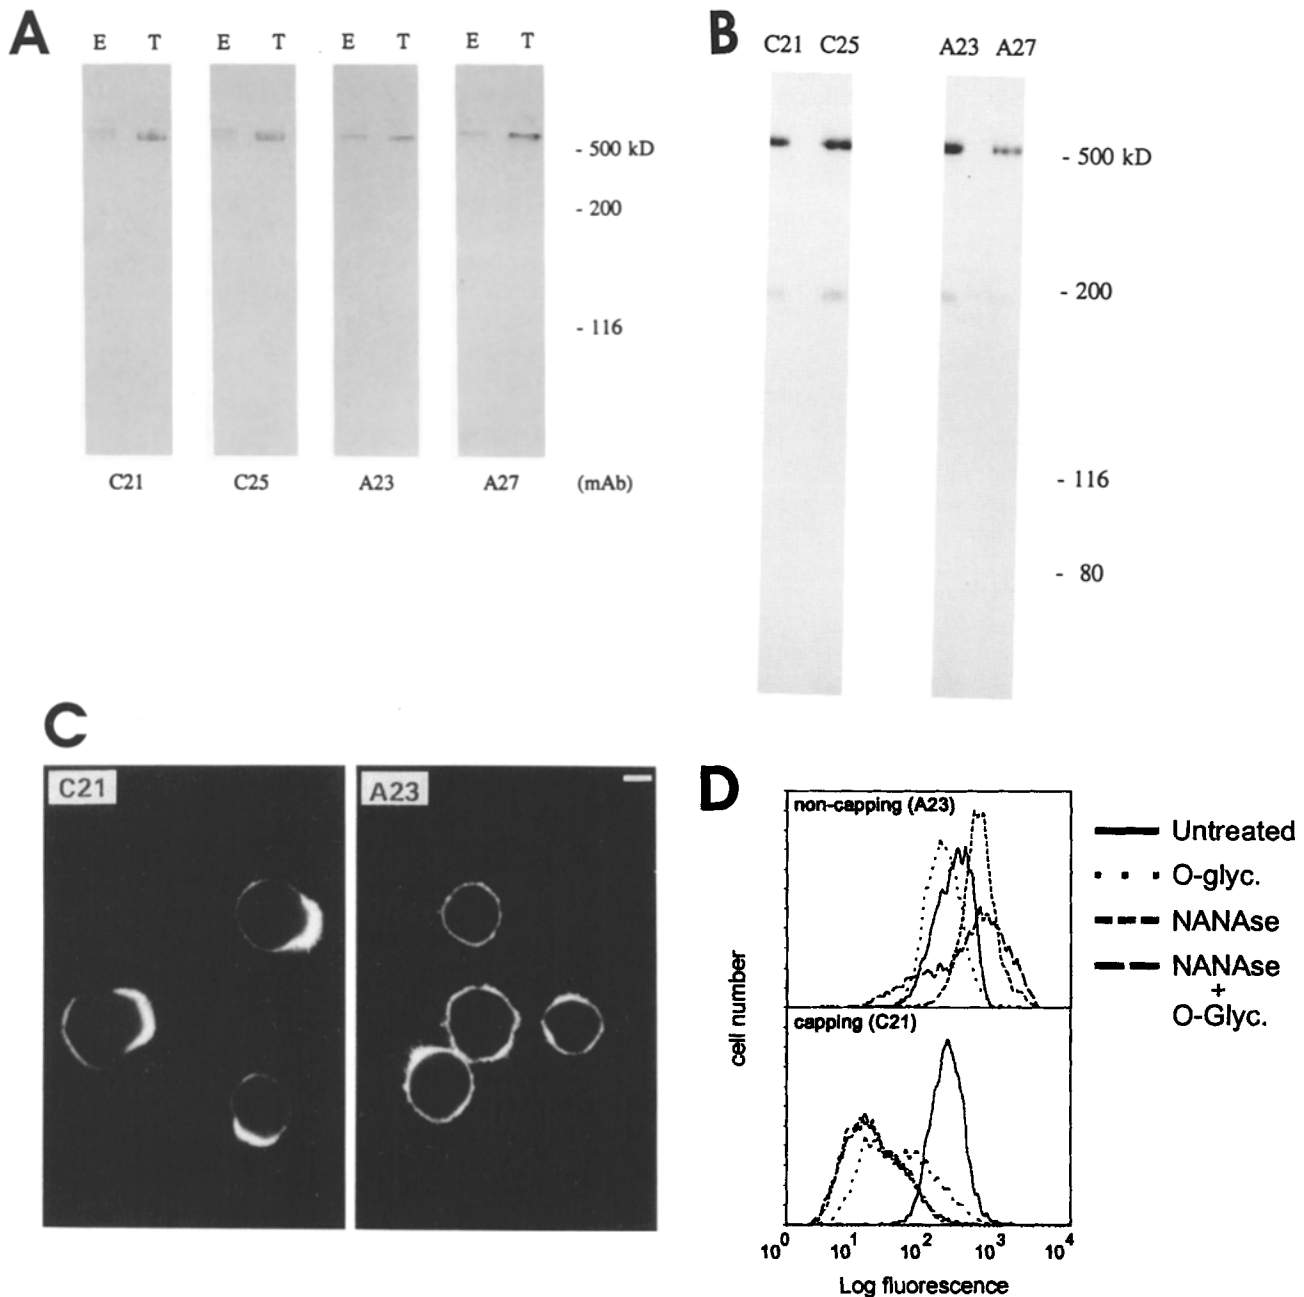 A
E T E T E T E T
- 500 kD
- 200
- 116
C21 C25 A23 A27 (mAb)
B
C21 C25 A23 A27
- 500 kD
- 200
- 116
- 80
C
C21
A23
D
non-capping (A23)
capping (C21)
cell number
10^0 10^1 10^2 10^3 10^4
Log fluorescence
Untreated
O-glyc.
NANAse
NANAse
+
O-Glyc.